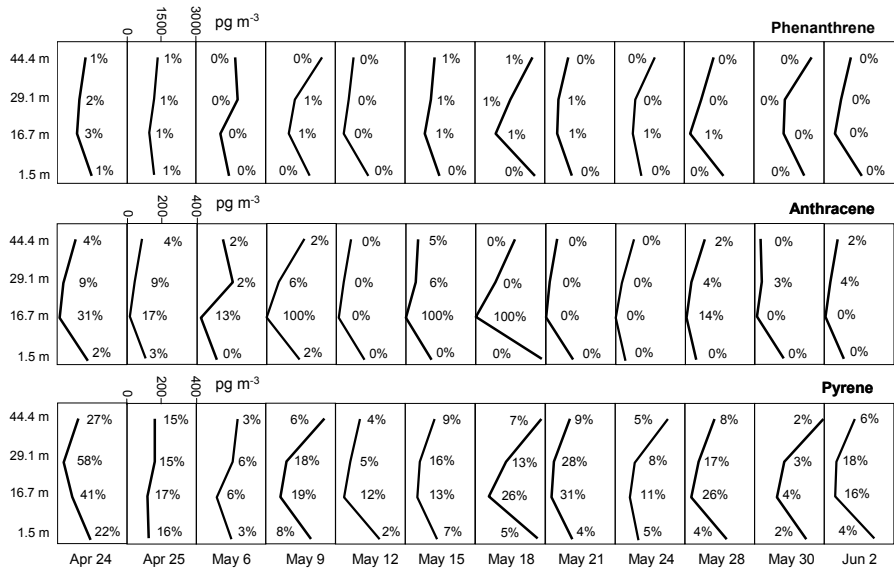 0 1500 3000 pg m-3
Phenanthrene
44.4 m 1% 1% 0% 0% 0% 1% 1% 0% 0% 0% 0% 0%
29.1 m 2% 1% 0% 1% 0% 1% 1% 1% 0% 0% 0% 0%
16.7 m 3% 1% 0% 1% 0% 1% 1% 1% 1% 1% 0% 0%
1.5 m 1% 1% 0% 0% 0% 0% 0% 0% 0% 0% 0% 0%
0 200 400 pg m-3
Anthracene
44.4 m 4% 4% 2% 2% 0% 5% 0% 0% 0% 2% 0% 2%
29.1 m 9% 9% 2% 6% 0% 6% 0% 0% 0% 4% 3% 4%
16.7 m 31% 17% 13% 100% 0% 100% 100% 0% 0% 14% 0% 0%
1.5 m 2% 3% 0% 2% 0% 0% 0% 0% 0% 0% 0% 0%
0 200 400 pg m-3
Pyrene
44.4 m 27% 15% 3% 6% 4% 9% 7% 9% 5% 8% 2% 6%
29.1 m 58% 15% 6% 18% 5% 16% 13% 28% 8% 17% 3% 18%
16.7 m 41% 17% 6% 19% 12% 13% 26% 31% 11% 26% 4% 16%
1.5 m 22% 16% 3% 8% 2% 7% 5% 4% 5% 4% 2% 4%
Apr 24 Apr 25 May 6 May 9 May 12 May 15 May 18 May 21 May 24 May 28 May 30 Jun 2